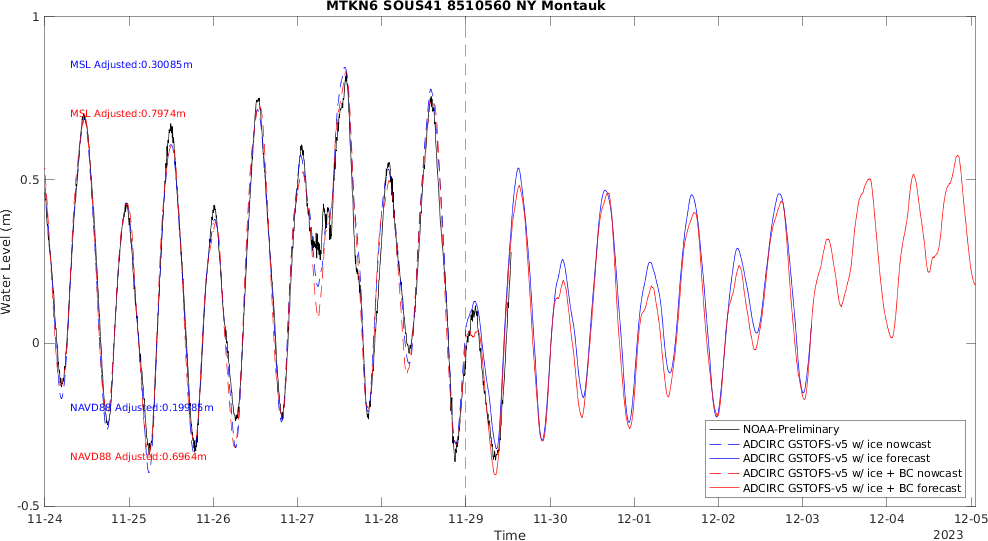 MTKN6 SOUS41 8510560 NY Montauk
1
MSL Adjusted:0.30085m
MSL Adjusted:0.7974m
0.5
Water Level (m)
0
NAVD88 Adjusted:0.19985m
NAVD88 Adjusted:0.6964m
-0.5
NOAA-Preliminary
ADCIRC GSTOFS-v5 w/ ice nowcast
ADCIRC GSTOFS-v5 w/ ice forecast
ADCIRC GSTOFS-v5 w/ ice + BC nowcast
ADCIRC GSTOFS-v5 w/ ice + BC forecast
11-24 11-25 11-26 11-27 11-28 11-29 11-30 12-01 12-02 12-03 12-04 12-05
Time
2023